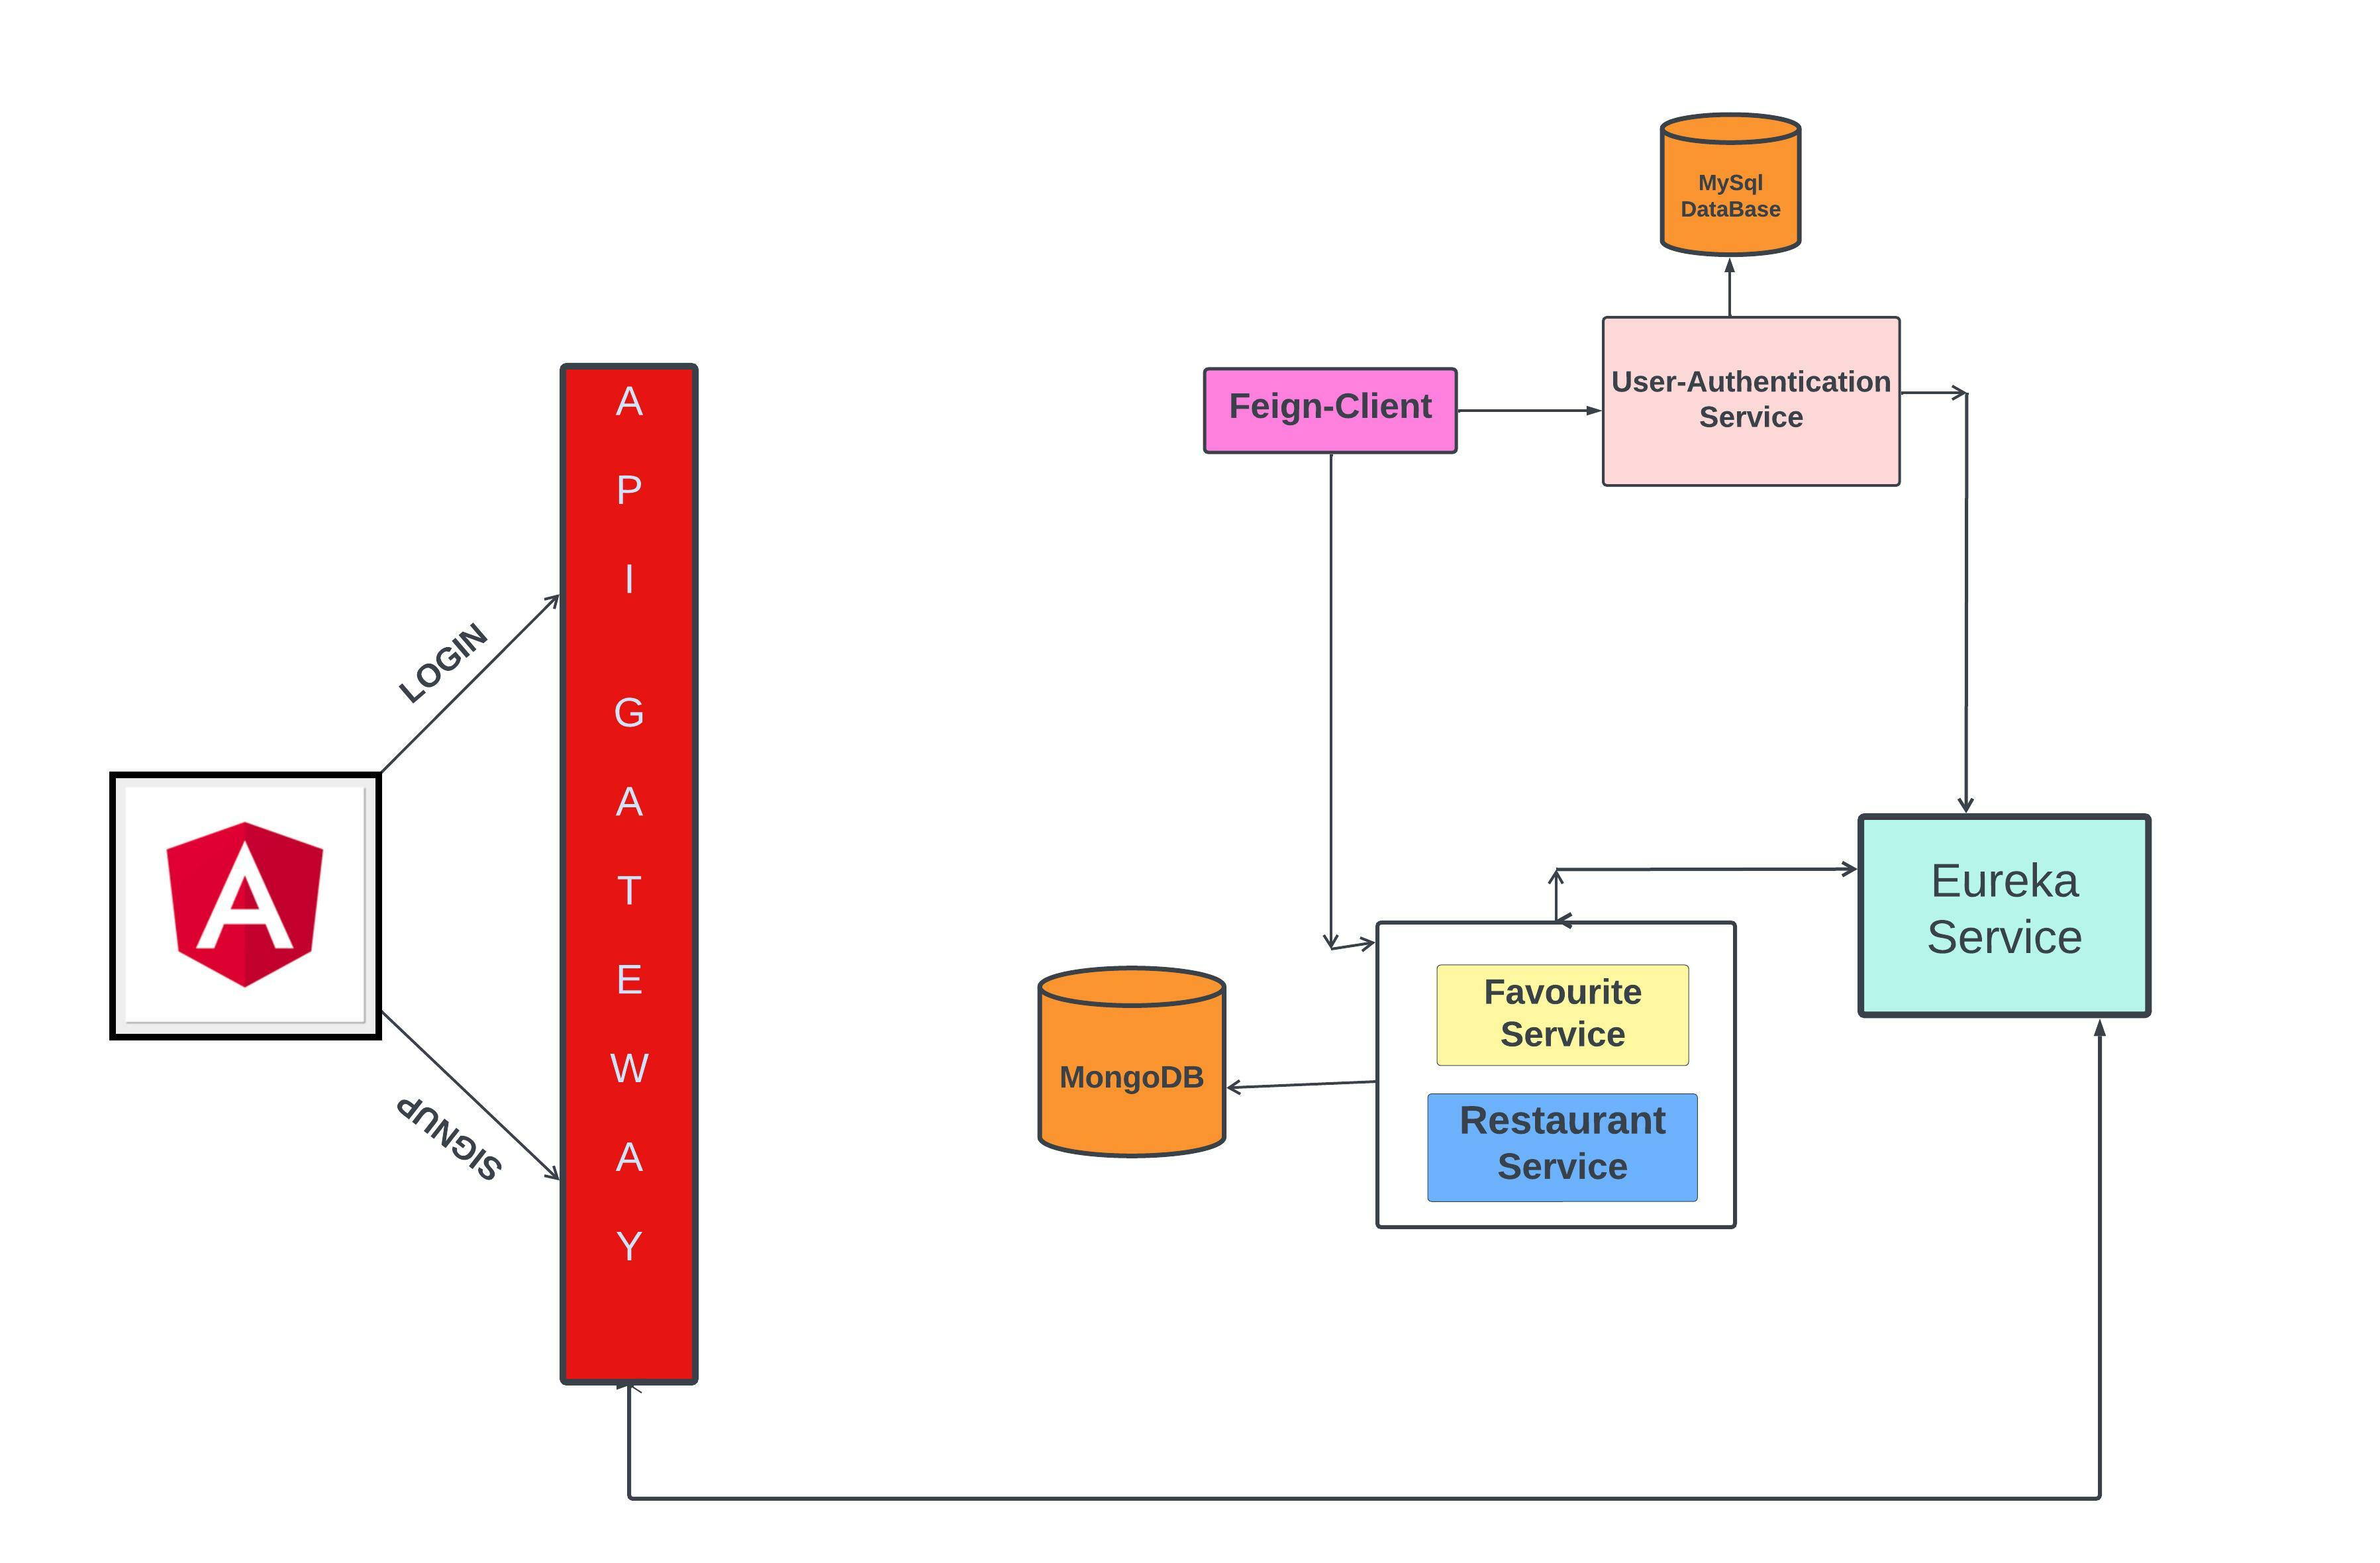 MySql
DataBase
User-Authentication
Service
Feign-Client
A
P
I
G
A
T
E
W
A
Y
LOGIN
SIGNUP
Eureka
Service
Favourite
Service
MongoDB
Restaurant
Service